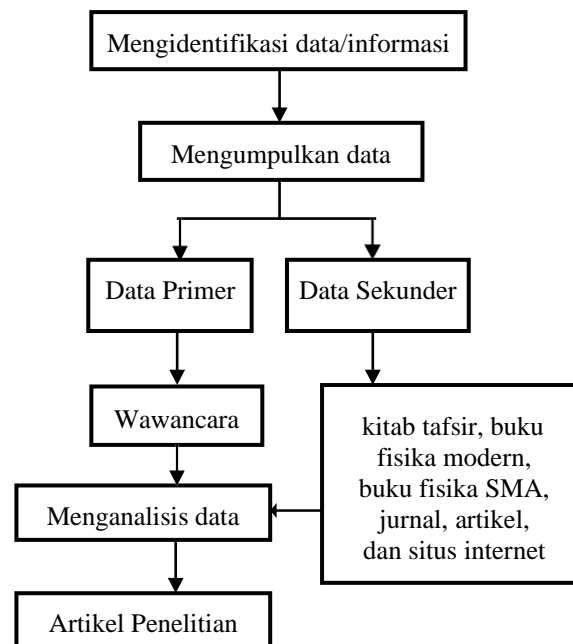 Mengidentifikasi data/informasi
Mengumpulkan data
Data Primer
Data Sekunder
Wawancara
kitab tafsir, buku
fisika modern,
buku fisika SMA,
jurnal, artikel,
dan situs internet
Menganalisis data
Artikel Penelitian